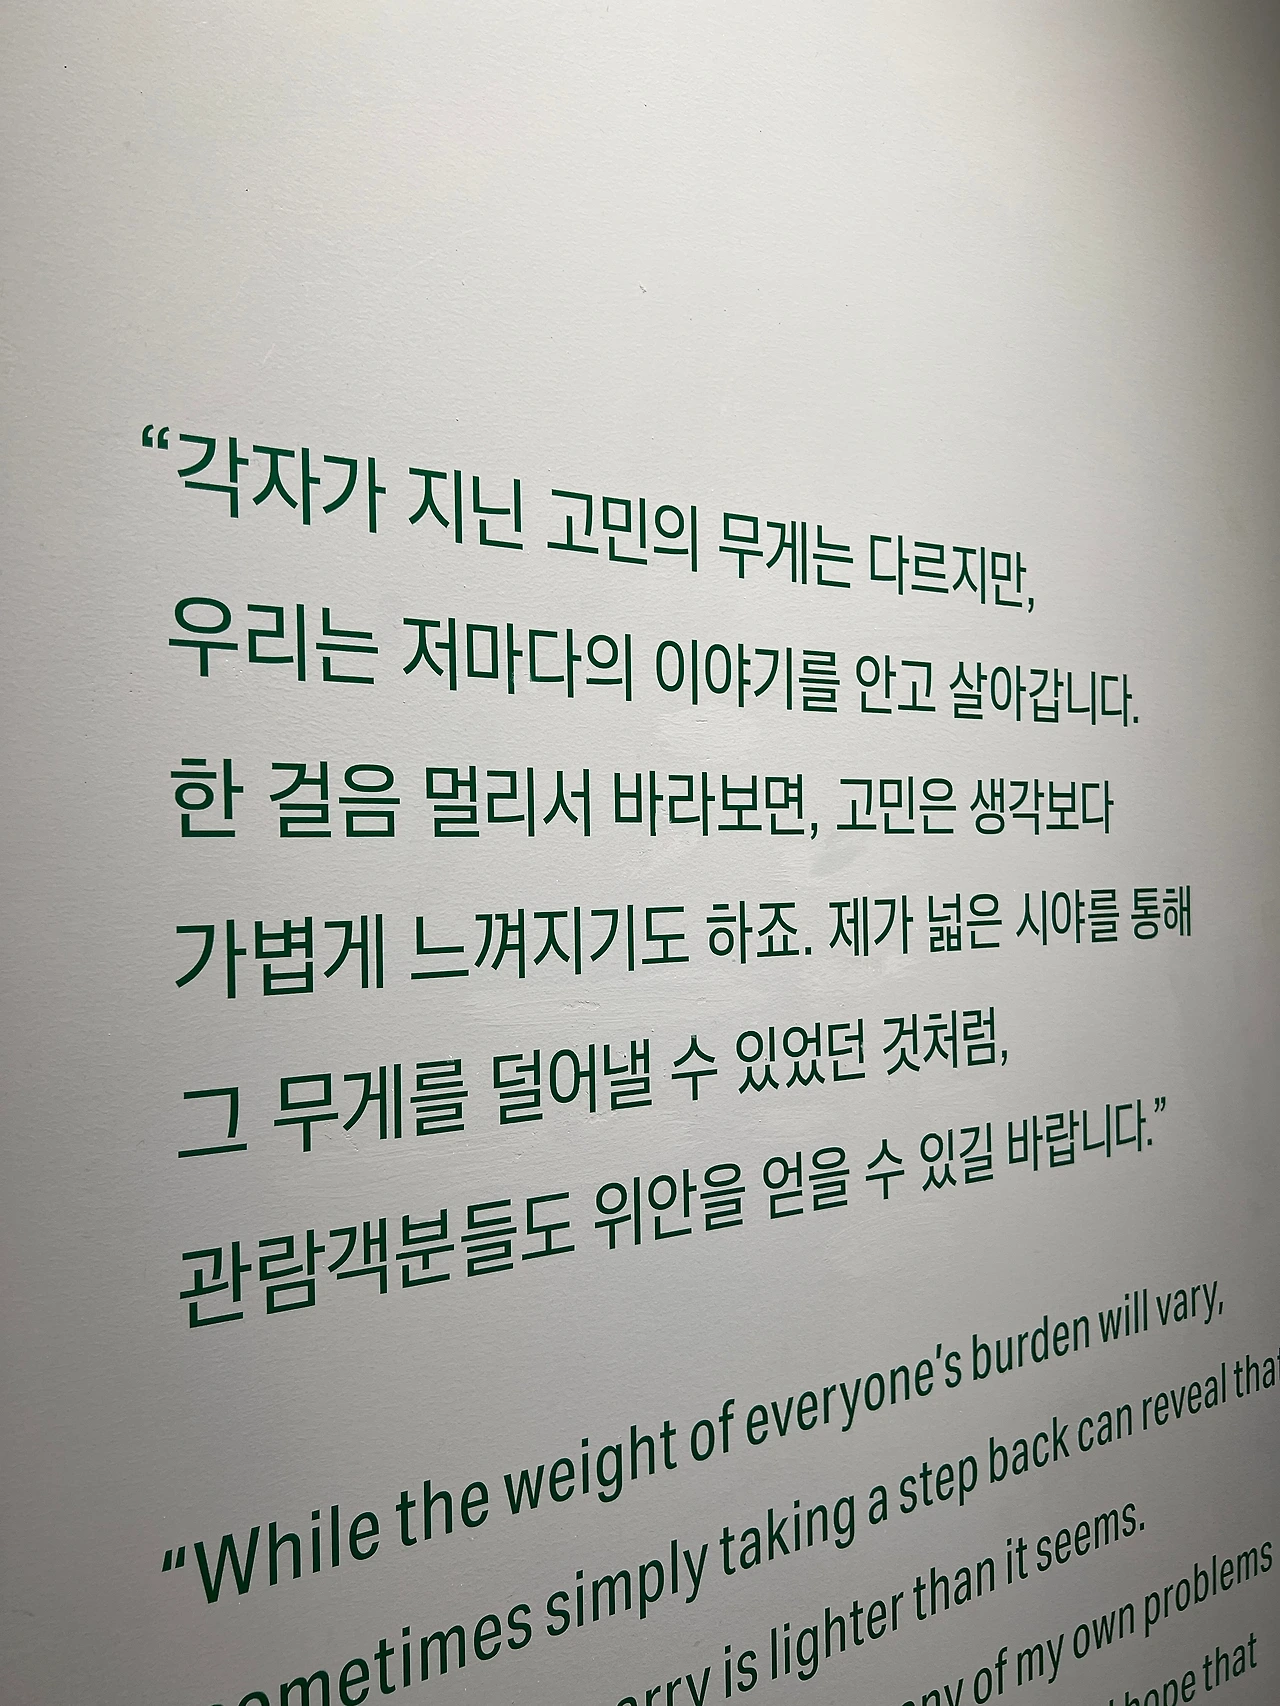 “각자가 지닌 고민의 무게는 다르지만,
우리는 저마다의 이야기를 안고 살아갑니다.
한 걸음 멀리서 바라보면, 고민은 생각보다
가볍게 느껴지기도 하죠. 제가 넓은 시야를 통해
그 무게를 덜어낼 수 있었던 것처럼,
관람객분들도 위안을 얻을 수 있길 바랍니다.”
“While the weight of everyone’s burden will vary,
sometimes simply taking a step back can reveal that
is lighter than it seems.
of my own problems
hope that